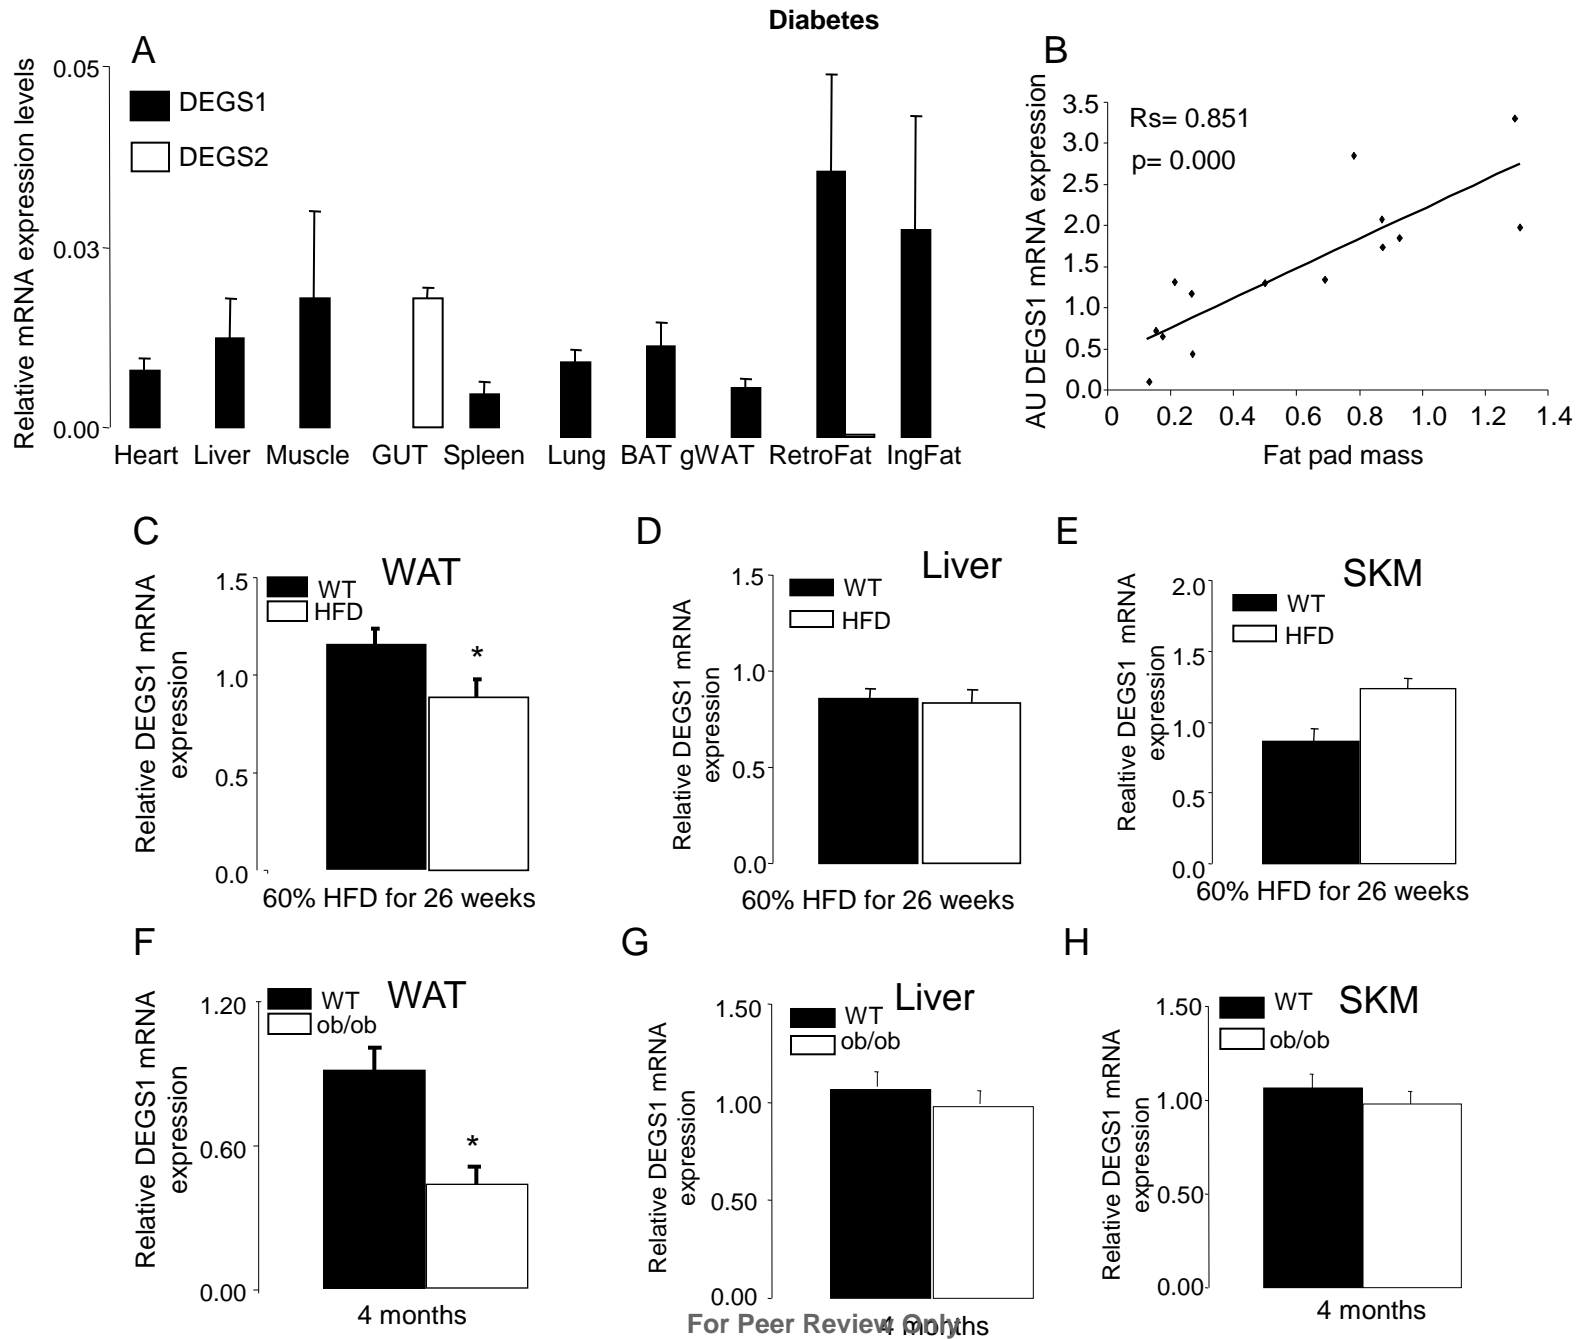 Diabetes
A
Relative mRNA expression levels
0.05
0.03
0.00
DEGS1
DEGS2
Heart Liver Muscle GUT Spleen Lung BAT gWAT RetroFat IngFat
B
AU DEGS1 mRNA expression
3.5
3.0
2.5
2.0
1.5
1.0
0.5
0.0
Rs= 0.851
p= 0.000
0 0.2 0.4 0.6 0.8 1.0 1.2 1.4
Fat pad mass
C
WAT
Relative DEGS1 mRNA
expression
1.5
1.0
0.5
0.0
WT
HFD
*
60% HFD for 26 weeks
D
Liver
Relative DEGS1 mRNA
expression
1.5
1.0
0.5
0.0
WT
HFD
60% HFD for 26 weeks
E
SKM
Realtive DEGS1 mRNA
expression
2.0
1.5
1.0
0.5
0.0
WT
HFD
60% HFD for 26 weeks
F
WAT
Relative DEGS1 mRNA
expression
1.20
0.60
0.00
WT
ob/ob
*
4 months
G
Liver
Relative DEGS1 mRNA
expression
1.50
1.00
0.50
0.00
WT
ob/ob
4 months
H
SKM
Relative DEGS1 mRNA
expression
1.50
1.00
0.50
0.00
WT
ob/ob
4 months
For Peer Review Only